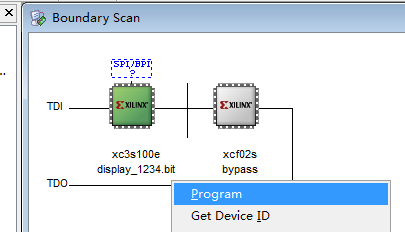 Boundary Scan
SPI/BPI
?
TDI
XILINX
XILINX
xc3s100e
xcf02s
display_1234.bit
bypass
TDO
Program
Get Device ID